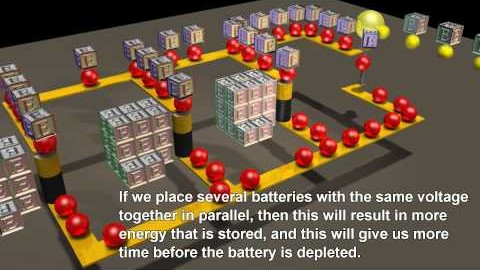 If we place several batteries with the same voltage
together in parallel, then this will result in more
energy that is stored, and this will give us more
time before the battery is depleted.